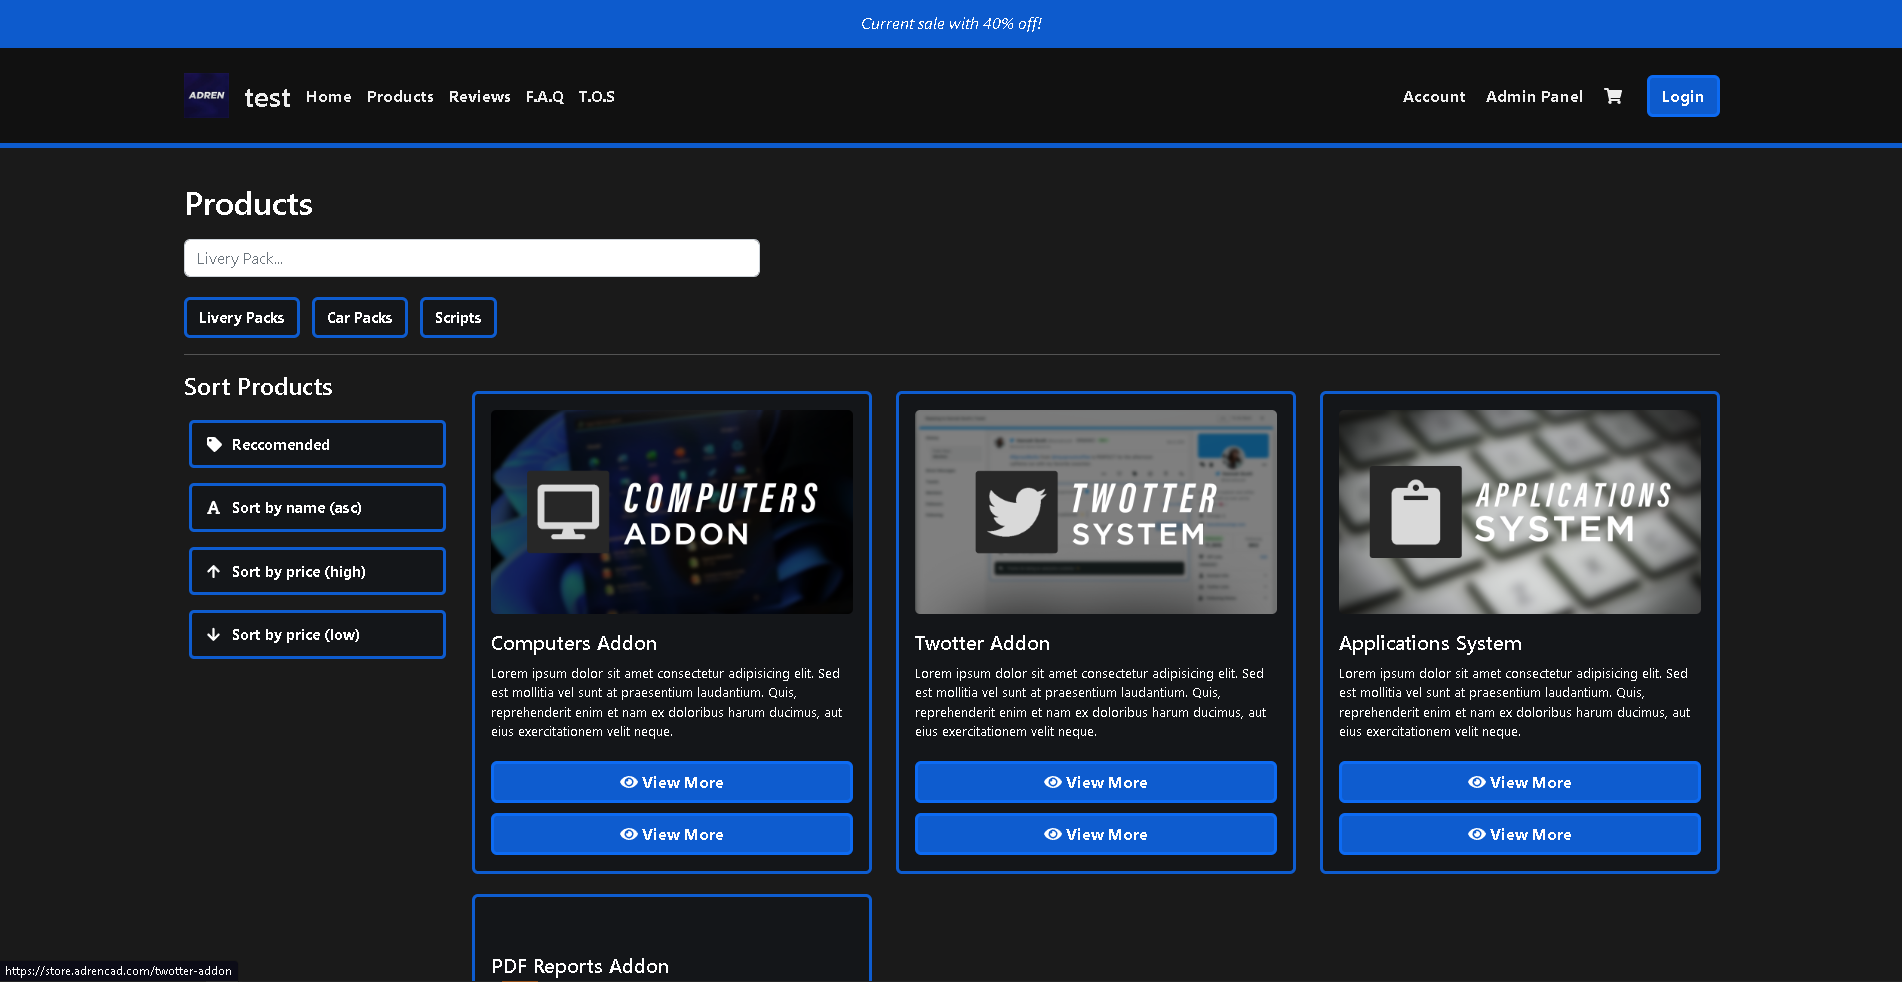 Current sale with 40% off!
ADREN
test Home Products Reviews F.A.Q T.O.S
Account Admin Panel Login
Products
Livery Pack...
Livery Packs Car Packs Scripts
Sort Products
Reccomended
Sort by name (asc)
Sort by price (high)
Sort by price (low)
COMPUTERS
ADDON
Computers Addon
Lorem ipsum dolor sit amet consectetur adipisicing elit. Sed
est mollitia vel sunt at praesentium laudantium. Quis,
reprehenderit enim et nam ex doloribus harum ducimus, aut
eius exercitationem velit neque.
View More
View More
TWOTTER
SYSTEM
Twotter Addon
Lorem ipsum dolor sit amet consectetur adipisicing elit. Sed
est mollitia vel sunt at praesentium laudantium. Quis,
reprehenderit enim et nam ex doloribus harum ducimus, aut
eius exercitationem velit neque.
View More
View More
APPLICATIONS
SYSTEM
Applications System
Lorem ipsum dolor sit amet consectetur adipisicing elit. Sed
est mollitia vel sunt at praesentium laudantium. Quis,
reprehenderit enim et nam ex doloribus harum ducimus, aut
eius exercitationem velit neque.
View More
View More
PDF Reports Addon
https://store.adrencad.com/twotter-addon